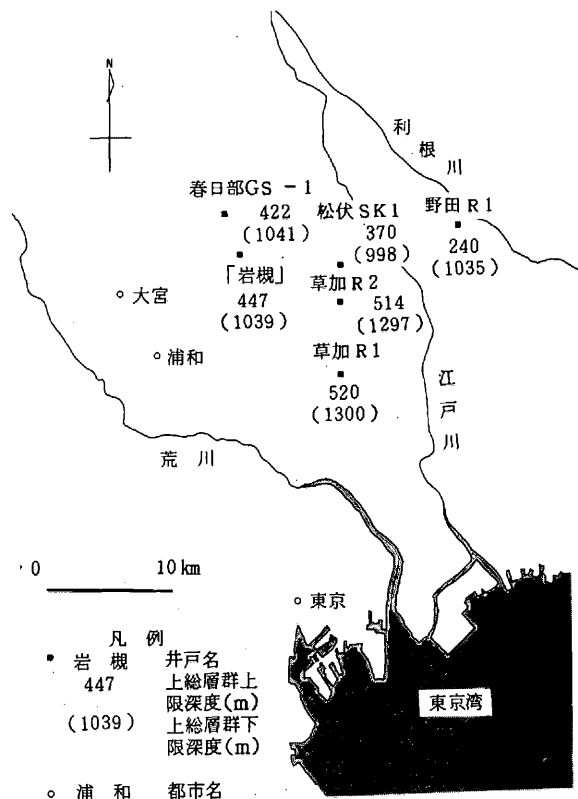 N
利根川
春日部GS-1
422
(1041)
松伏SK1
370
(998)
野田R1
240
(1035)
「岩槻」
447
(1039)
草加R2
514
(1297)
大宮
浦和
草加R1
520
(1300)
江戸川
荒川
0 10km
東京
東京湾
凡例
岩槻 井戸名
447 上総層群上
限深度(m)
(1039) 上総層群下
限深度(m)
浦和 都市名